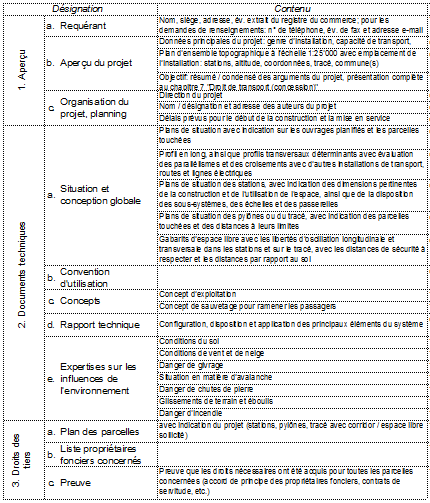 Désignation	Contenu
1. Aperçu
a. Requérant
Nom, siège, adresse, év. extrait du registre du commerce; pour les
demandes de renseignements: n° de téléphone, év. de fax et adresse e-mail
b. Aperçu du projet
Données principales du projet: genre d'installation, capacité de transport,
Plan d'ensemble topographique à l'échelle 1:25'000 avec emplacement de
l'installation: stations, altitude, coordonnées, tracé, commune(s)
Objectif: résumé / condensé des arguments du projet, présentation complète
au chapitre 7 "Droit de transport (concession)"
c. Organisation du
projet, planning
Direction du projet
Nom / désignation et adresse des auteurs du projet
Délais prévus pour le début de la construction et la mise en service
2. Documents techniques
a. Situation et
conception globale
Plans de situation avec indication sur les ouvrages planifiés et les parcelles
touchées
Profil en long, ainsi que profils transversaux déterminants avec évaluation
des parallélismes et des croisements avec d'autres installations de transport,
routes et lignes électriques
Plans de situation des stations, avec indication des dimensions pertinentes
de la construction et de l'utilisation de l'espace, ainsi que de la disposition
des sous-systèmes, des échelles et des passerelles
Plans de situation des pylônes ou du tracé, avec indication des parcelles
touchées et des distances à leurs limites
Gabarits d'espace libre avec les libertés d'oscillation longitudinale et
transversale dans les stations et sur le tracé, avec les distances de sécurité à
respecter et les distances par rapport au sol
b. Convention
d'utilisation
c. Concepts
Concept d'exploitation
Concept de sauvetage pour ramener les passagers
d. Rapport technique
Configuration, disposition et application des principaux éléments du système
e. Expertises sur les
influences de
l'environnement
Conditions du sol
Conditions de vent et de neige
Danger de givrage
Situation en matière d'avalanche
Danger de chutes de pierre
Glissements de terrain et éboulis
Danger d'incendie
3. Droits des
tiers
a. Plan des parcelles
avec indication du projet (stations, pylônes, tracé avec corridor / espace libre
sollicité)
b. Liste propriétaires
fonciers concernés
c. Preuve
Preuve que les droits nécessaires ont été acquis pour toutes les parcelles
concernées (accord de principe des propriétaires fonciers, contrats de
servitude, etc.)